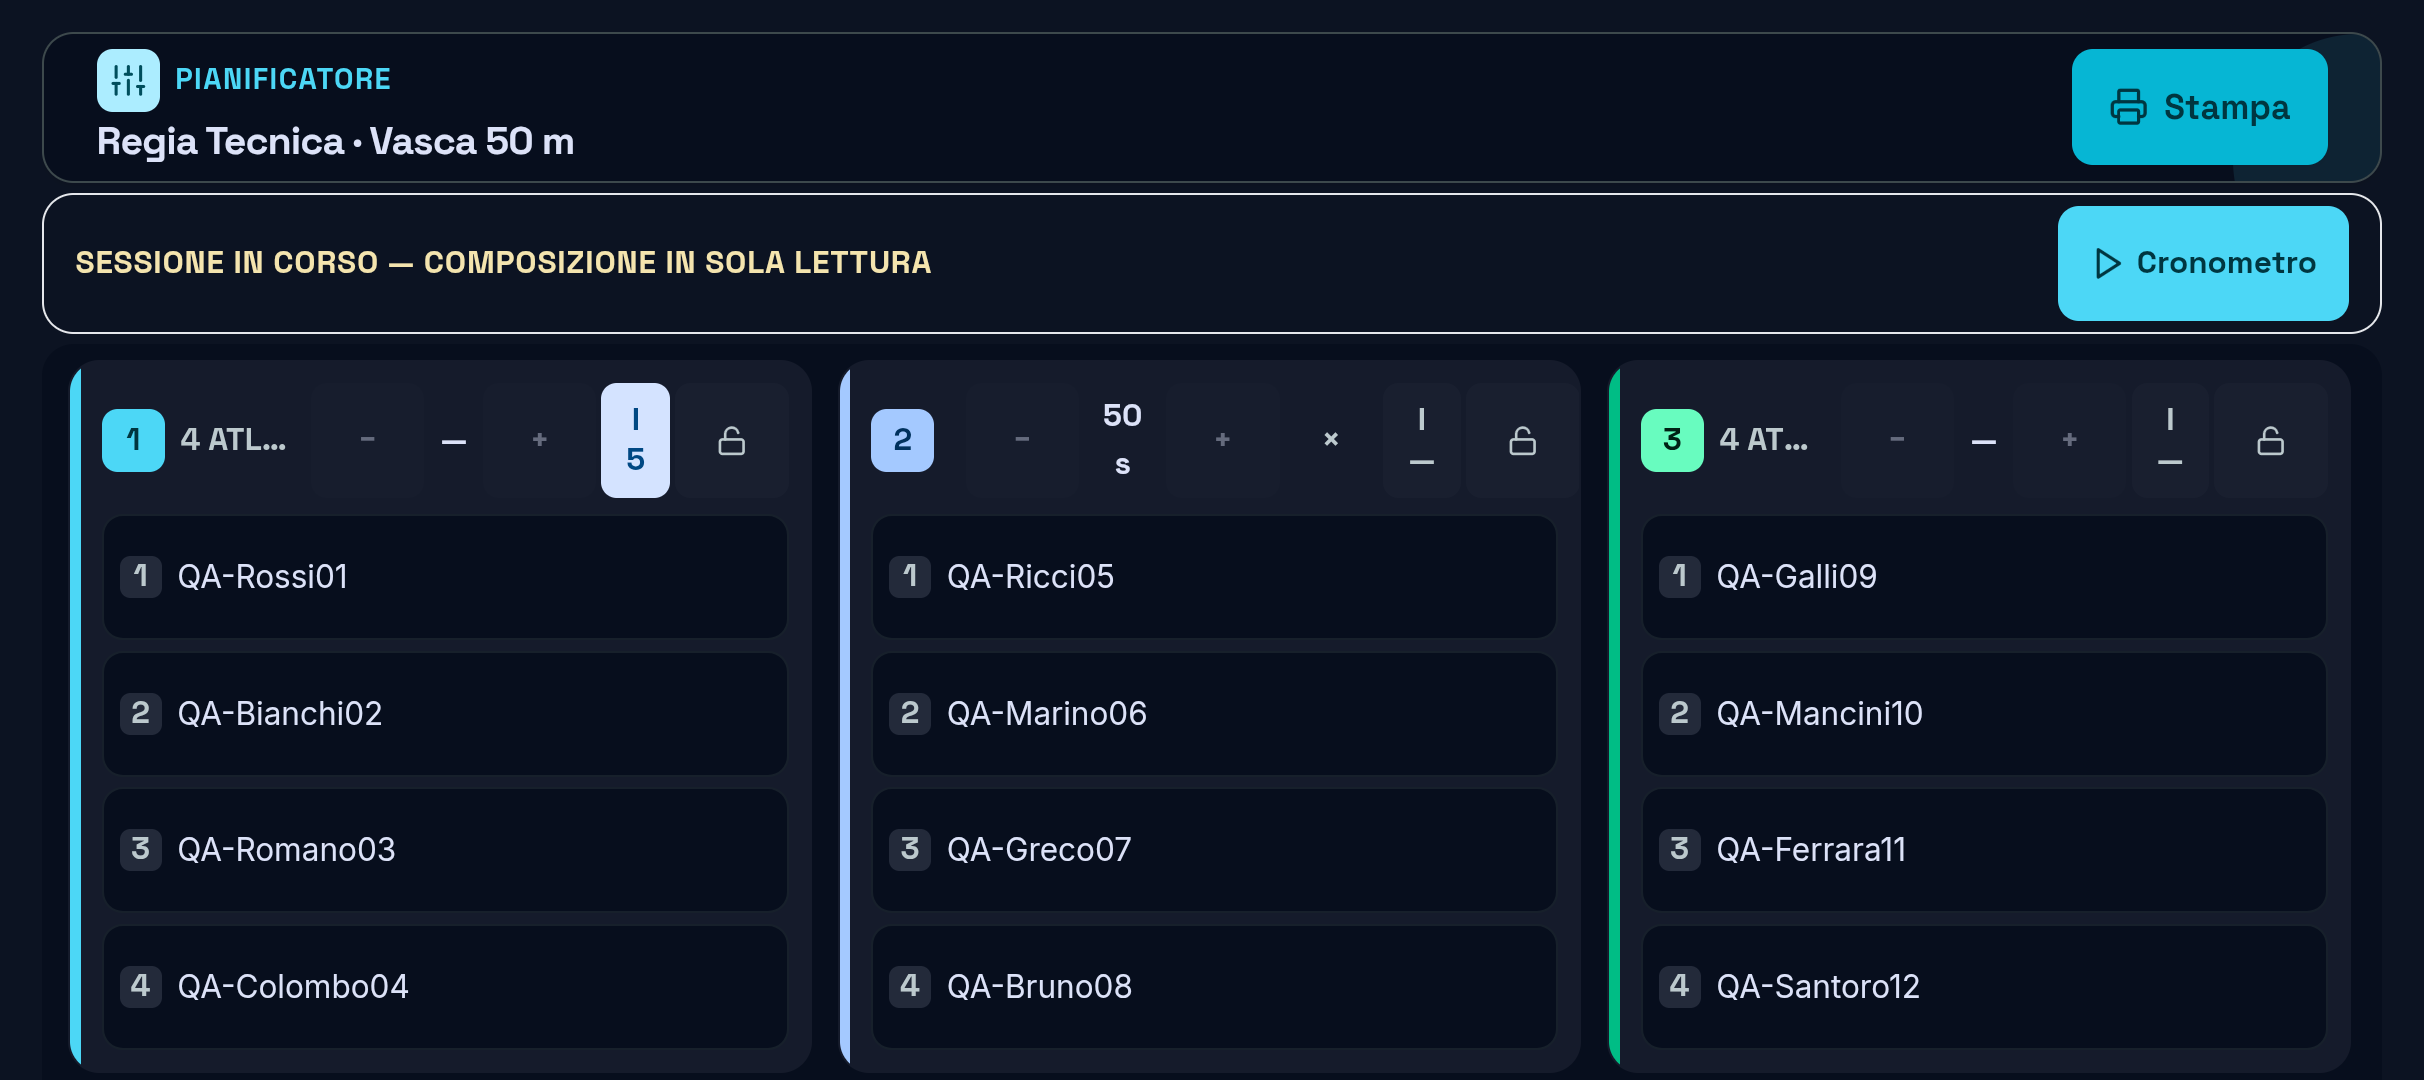 PIANIFICATORE
Regia Tecnica · Vasca 50 m
Stampa
SESSIONE IN CORSO — COMPOSIZIONE IN SOLA LETTURA
Cronometro
1 4 ATL... − — + I 5
2 − 50 s + × I —
3 4 AT... − — + I —
1 QA-Rossi01
2 QA-Bianchi02
3 QA-Romano03
4 QA-Colombo04
1 QA-Ricci05
2 QA-Marino06
3 QA-Greco07
4 QA-Bruno08
1 QA-Galli09
2 QA-Mancini10
3 QA-Ferrara11
4 QA-Santoro12